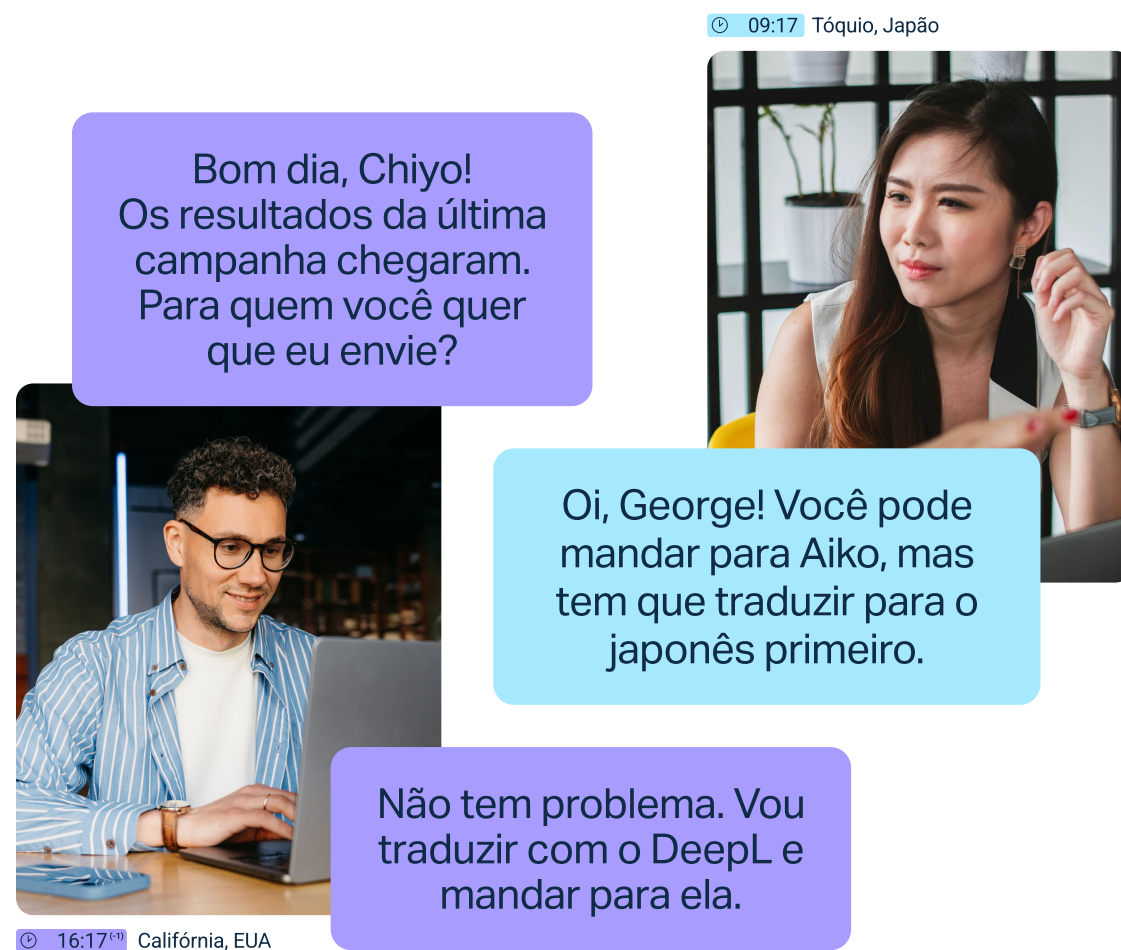 09:17 Tóquio, Japão
Bom dia, Chiyo!
Os resultados da última
campanha chegaram.
Para quem você quer
que eu envie?
Oi, George! Você pode
mandar para Aiko, mas
tem que traduzir para o
japonês primeiro.
Não tem problema. Vou
traduzir com o DeepL e
mandar para ela.
16:17⁽⁻¹⁾ Califórnia, EUA